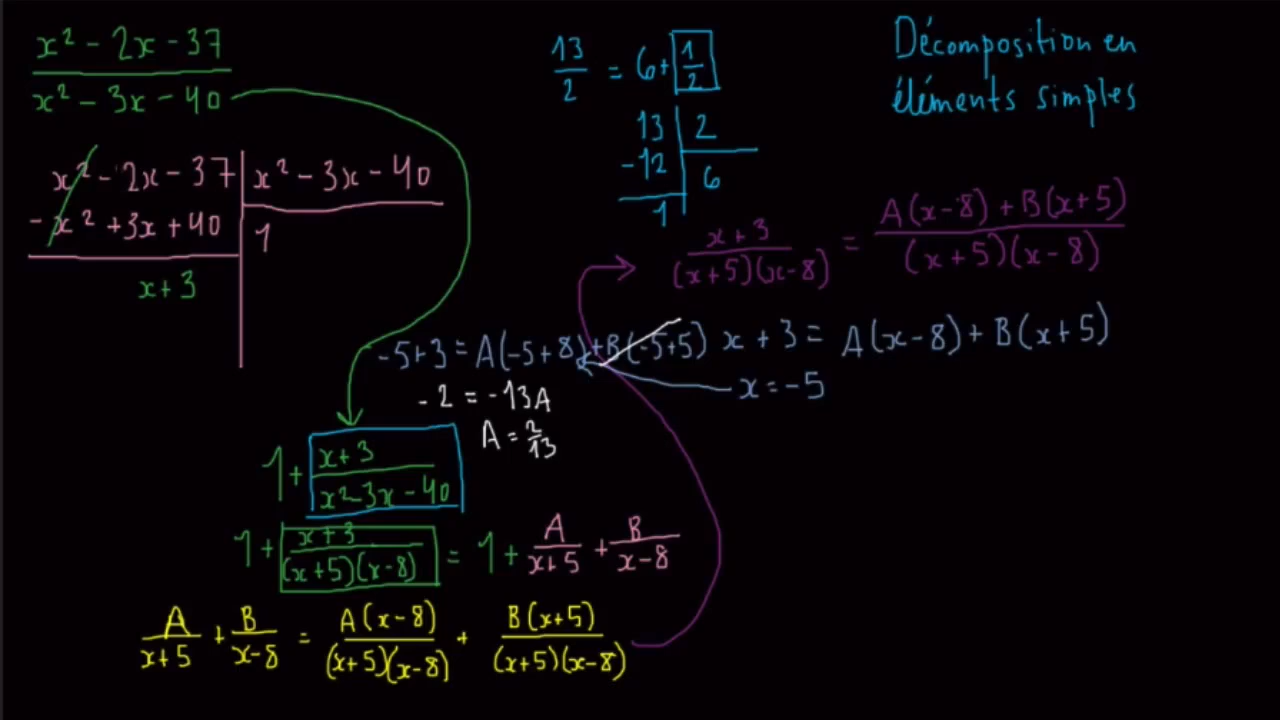 x² - 2x - 37
x² - 3x - 40
x² - 2x - 37 | x² - 3x - 40
- x² + 3x + 40 | 1
x + 3
13/2 = 6 + 1/2
13 | 2
-12 | 6
1
Décomposition en
éléments simples
x + 3 / (x+5)(x-8) = A(x-8) + B(x+5) / (x+5)(x-8)
-5+3 = A(-5+8) + B(-5+5)
x + 3 = A(x-8) + B(x+5)
x = -5
-2 = -13A
A = 2/13
1 + x+3 / x²-3x-40
1 + x+3 / (x+5)(x-8) = 1 + A / x+5 + B / x-8
A / x+5 + B / x-8 = A(x-8) / (x+5)(x-8) + B(x+5) / (x+5)(x-8)